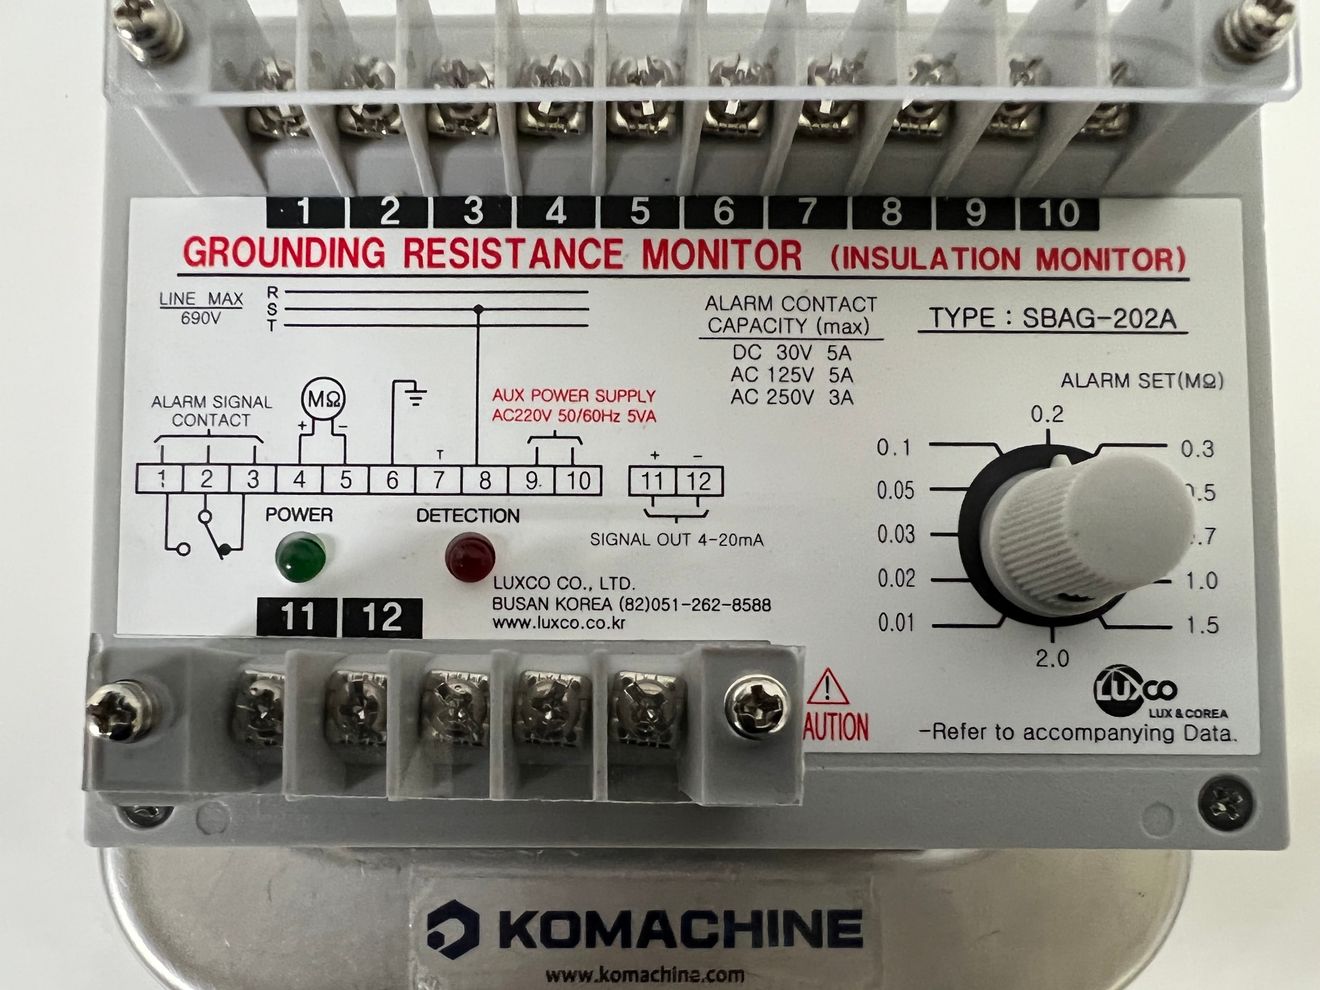 1 2 3 4 5 6 7 8 9 10
GROUNDING RESISTANCE MONITOR (INSULATION MONITOR)
LINE MAX
690V
R
S
T
ALARM CONTACT
CAPACITY (max)
DC 30V 5A
AC 125V 5A
AC 250V 3A
TYPE : SBAG-202A
ALARM SIGNAL
CONTACT
MΩ
+ -
AUX POWER SUPPLY
AC220V 50/60Hz 5VA
T
1 2 3 4 5 6 7 8 9 10
+ -
11 12
SIGNAL OUT 4-20mA
POWER
DETECTION
ALARM SET(MΩ)
0.2
0.1 0.3
0.05
0.03
0.02 1.0
0.01 1.5
2.0
LUXCO CO., LTD.
BUSAN KOREA (82)051-262-8588
www.luxco.co.kr
11 12
LUXCO
LUX & COREA
-Refer to accompanying Data.
KOMACHINE
www.komachine.com